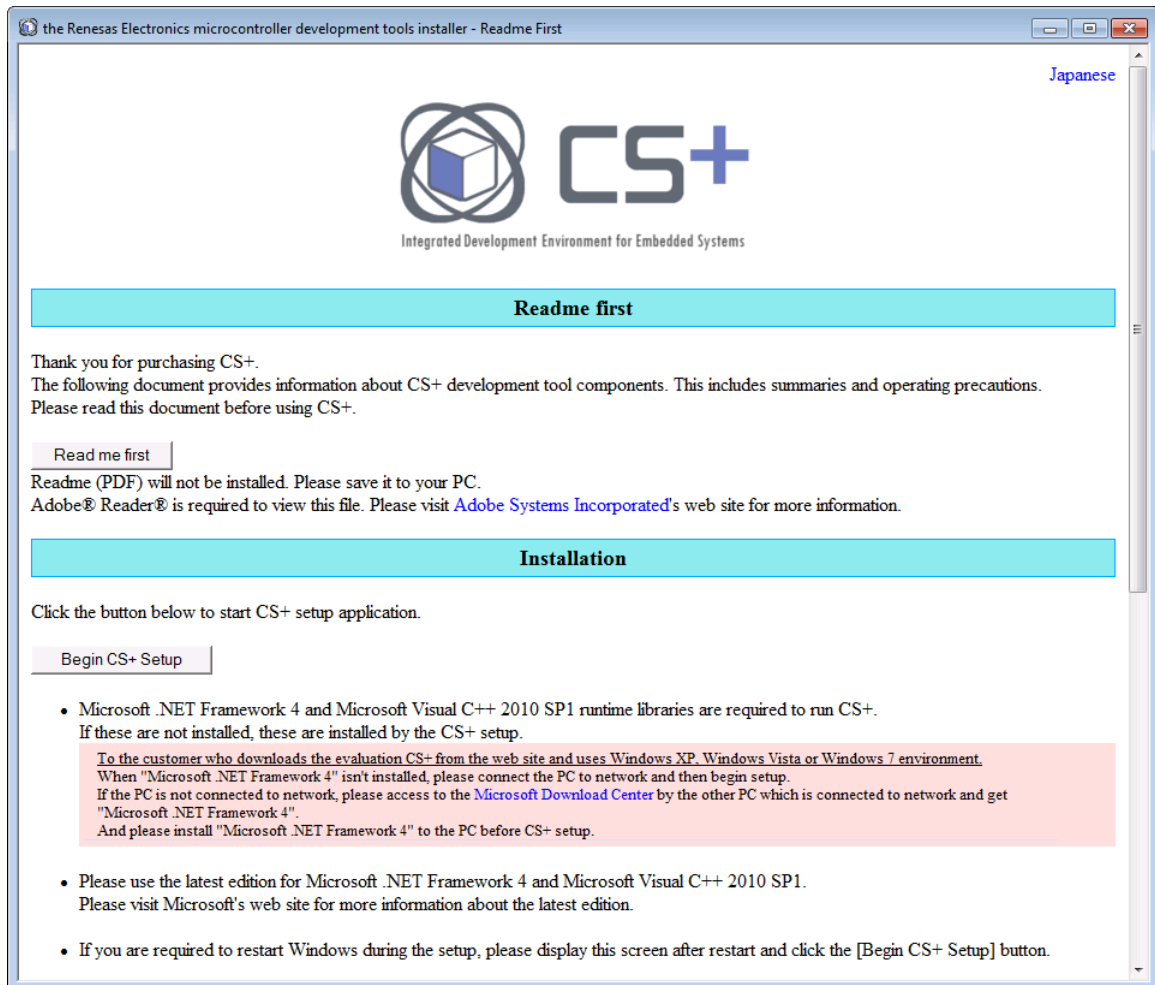 the Renesas Electronics microcontroller development tools installer - Readme First
Japanese
CS+
Integrated Development Environment for Embedded Systems
Readme first
Thank you for purchasing CS+.
The following document provides information about CS+ development tool components. This includes summaries and operating precautions.
Please read this document before using CS+.
Read me first
Readme (PDF) will not be installed. Please save it to your PC.
Adobe® Reader® is required to view this file. Please visit Adobe Systems Incorporated's web site for more information.
Installation
Click the button below to start CS+ setup application.
Begin CS+ Setup
• Microsoft .NET Framework 4 and Microsoft Visual C++ 2010 SP1 runtime libraries are required to run CS+.
If these are not installed, these are installed by the CS+ setup.
To the customer who downloads the evaluation CS+ from the web site and uses Windows XP, Windows Vista or Windows 7 environment.
When "Microsoft .NET Framework 4" isn't installed, please connect the PC to network and then begin setup.
If the PC is not connected to network, please access to the Microsoft Download Center by the other PC which is connected to network and get
"Microsoft .NET Framework 4".
And please install "Microsoft .NET Framework 4" to the PC before CS+ setup.
• Please use the latest edition for Microsoft .NET Framework 4 and Microsoft Visual C++ 2010 SP1.
Please visit Microsoft's web site for more information about the latest edition.
• If you are required to restart Windows during the setup, please display this screen after restart and click the [Begin CS+ Setup] button.